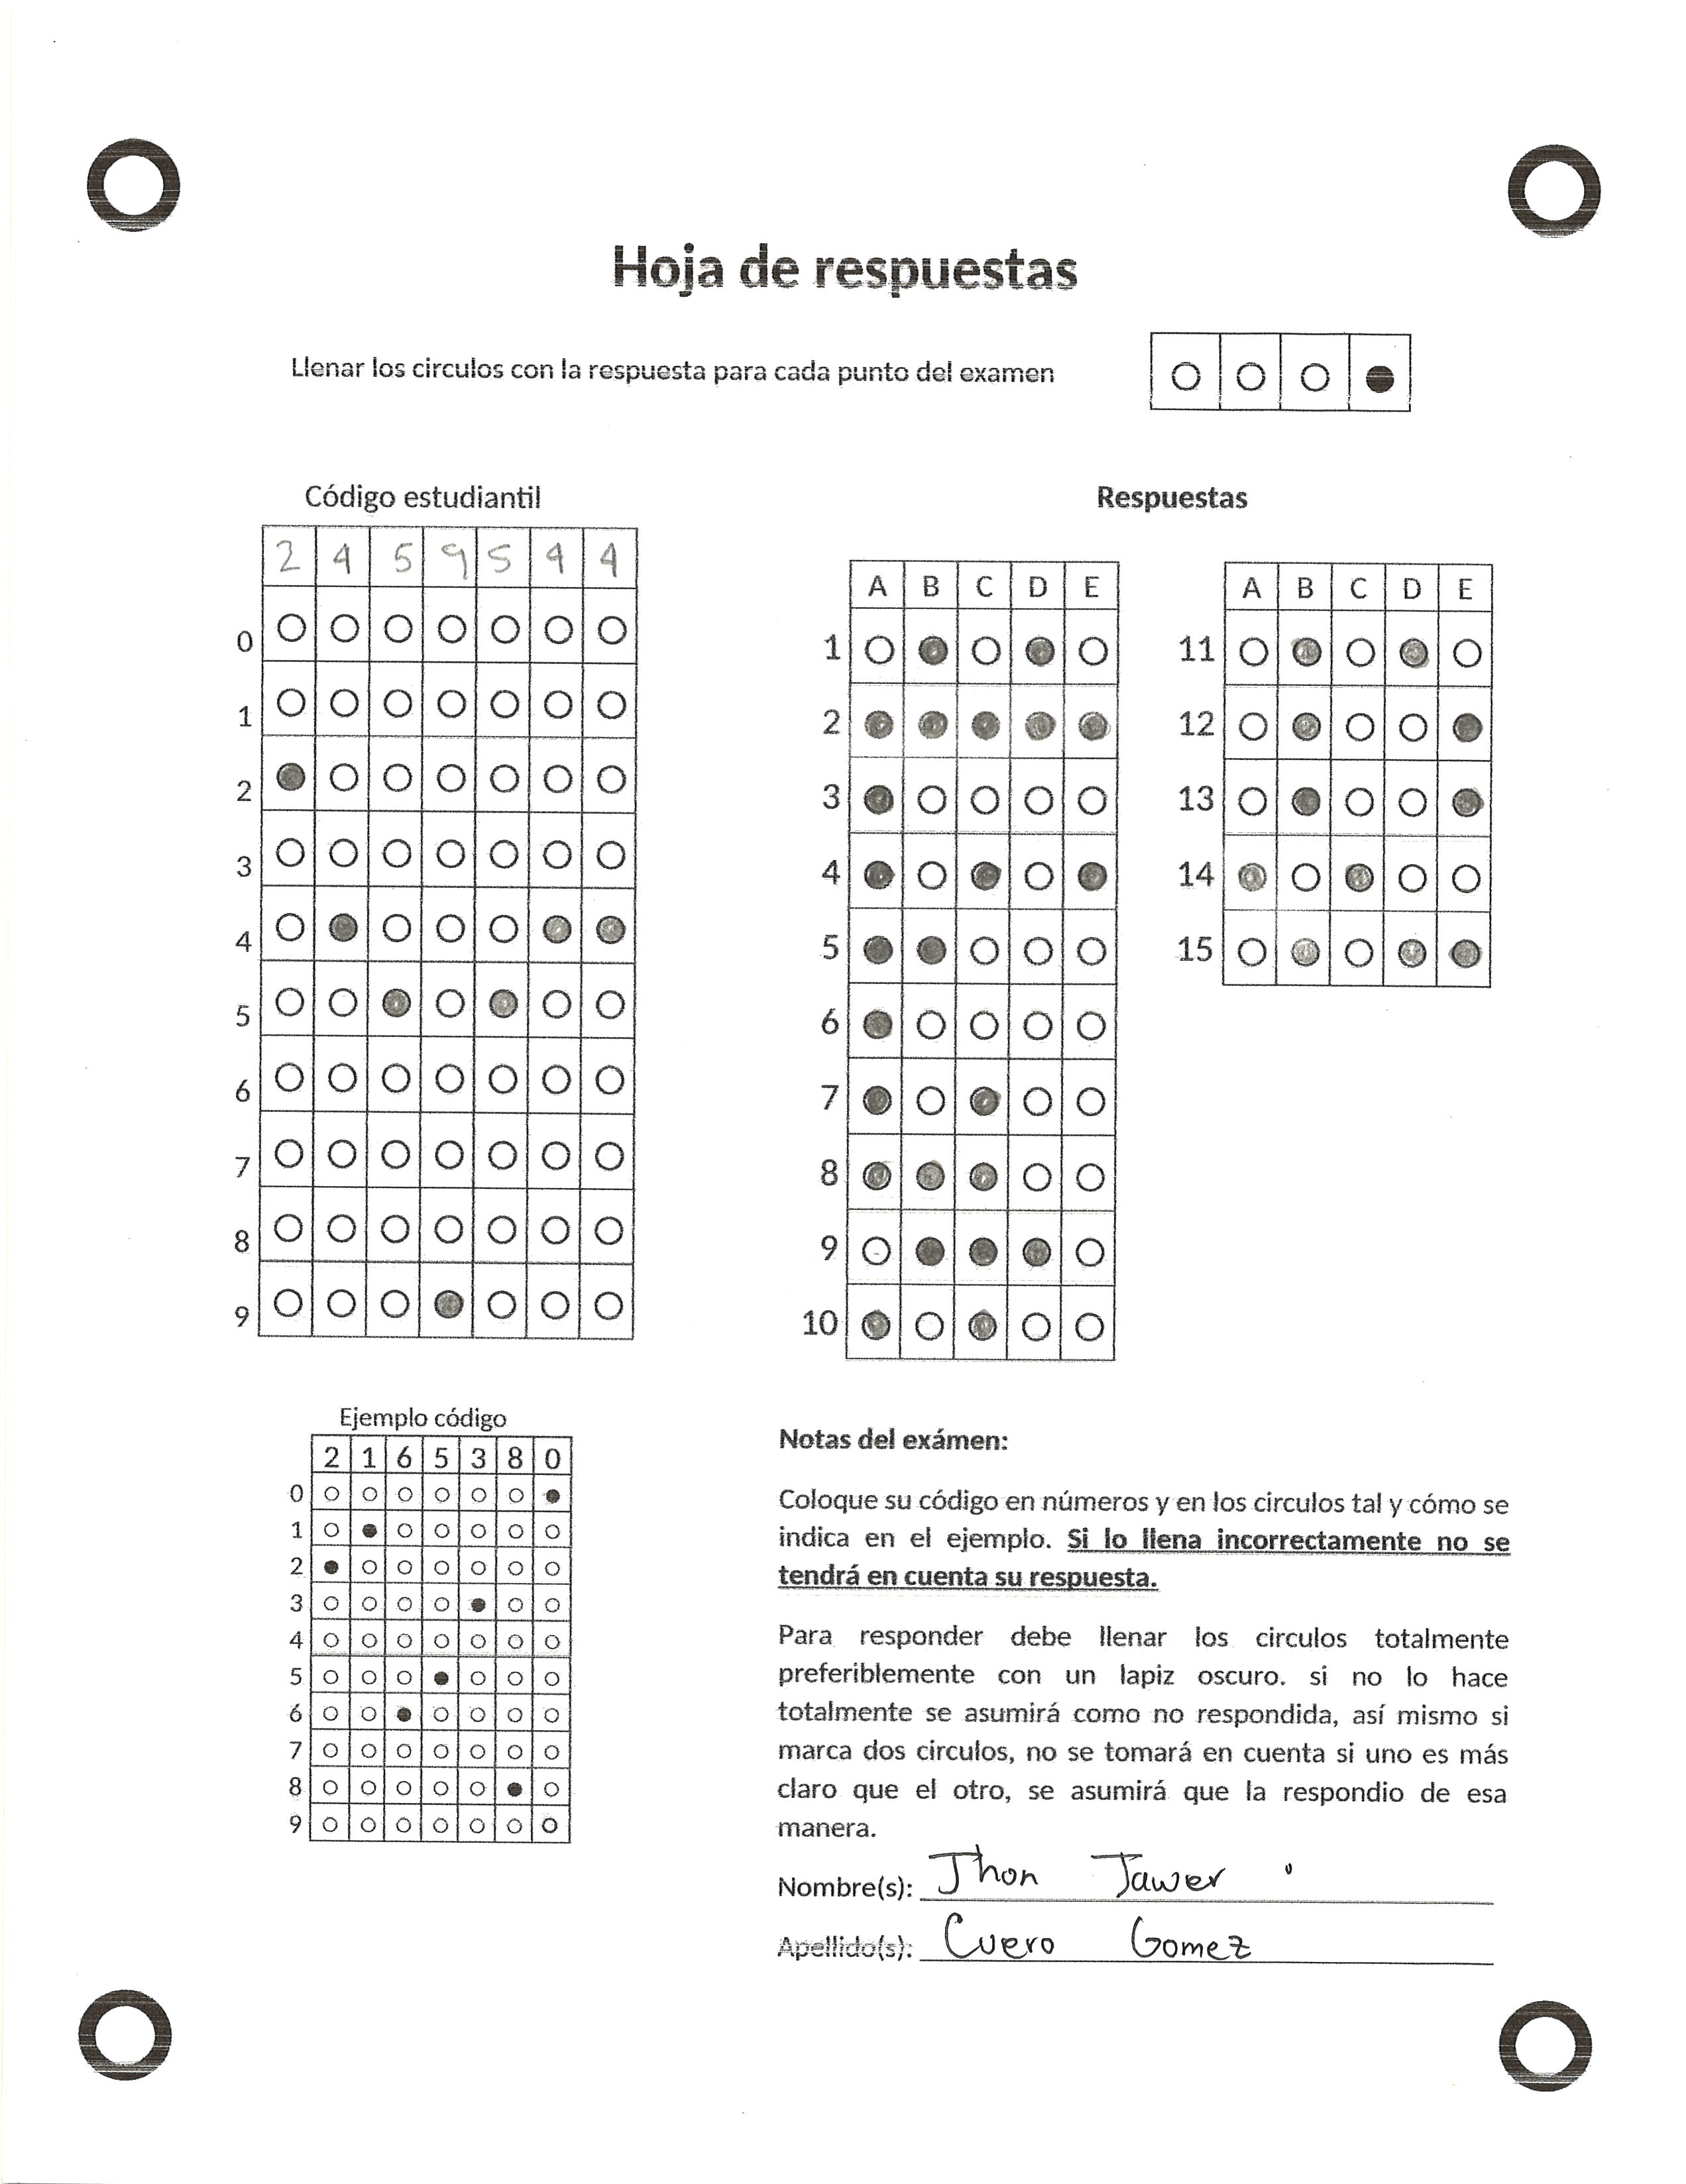 Hoja de respuestas
Llenar los circulos con la respuesta para cada punto del examen
Código estudiantil
2 4 5 9 5 4 4
0
1
2
3
4
5
6
7
8
9
Respuestas
A B C D E
1
2
3
4
5
6
7
8
9
10
A B C D E
11
12
13
14
15
Ejemplo código
2 1 6 5 3 8 0
0
1
2
3
4
5
6
7
8
9
Notas del exámen:
Coloque su código en números y en los circulos tal y cómo se
indica en el ejemplo. Si lo llena incorrectamente no se
tendrá en cuenta su respuesta.
Para responder debe llenar los circulos totalmente
preferiblemente con un lapiz oscuro. si no lo hace
totalmente se asumirá como no respondida, así mismo si
marca dos circulos, no se tomará en cuenta si uno es más
claro que el otro, se asumirá que la respondio de esa
manera.
Nombre(s): Jhon Jawer
Apellido(s): Cuero Gomez